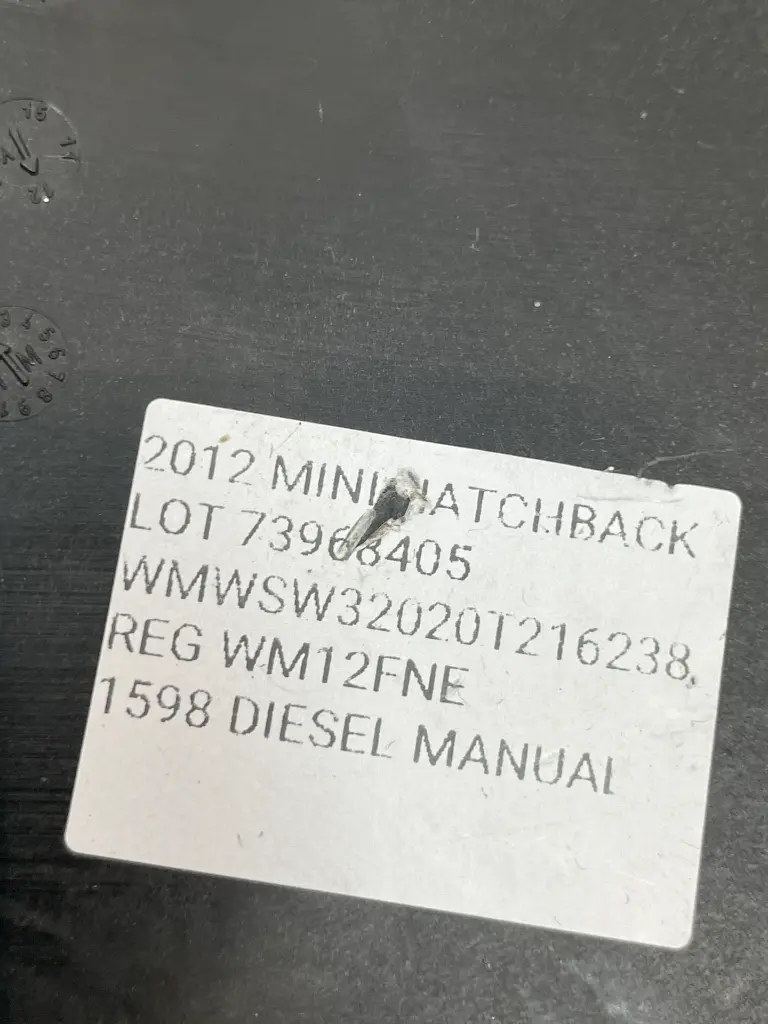 2012 MINI HATCHBACK
LOT 73968405
WMWSW32020T216238,
REG WM12FNE
1598 DIESEL MANUAL